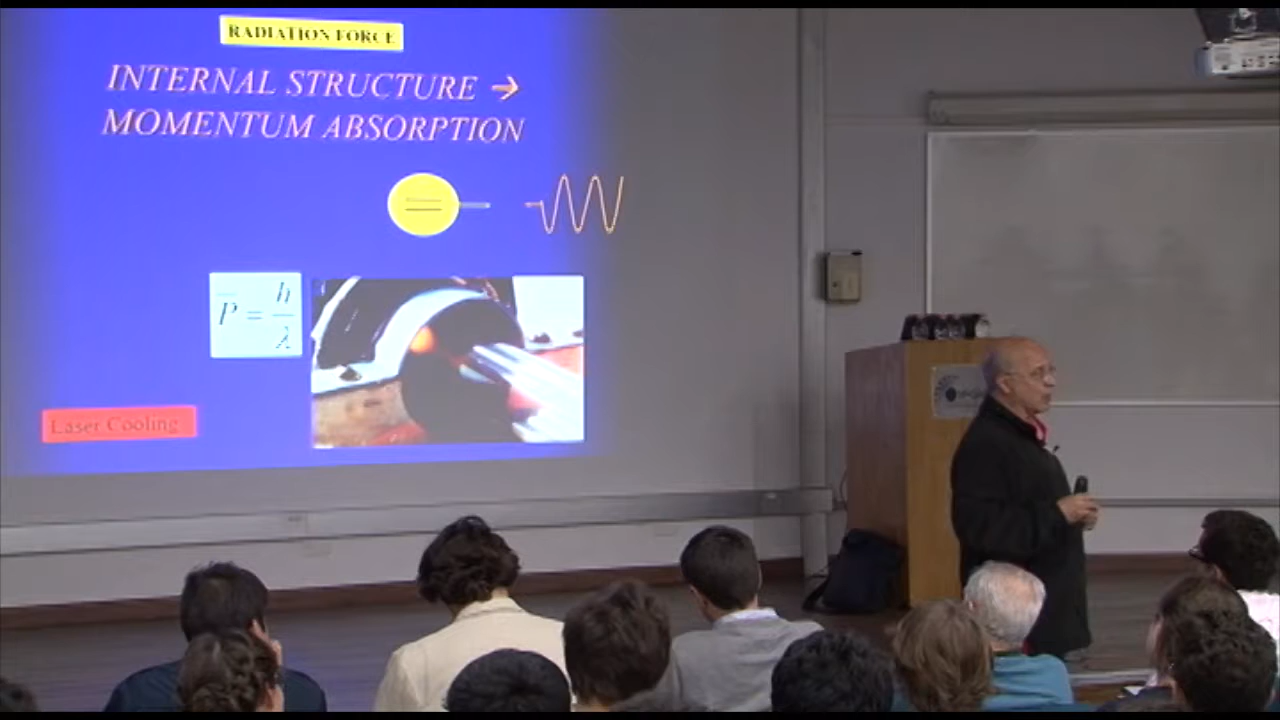 RADIATION FORCE
INTERNAL STRUCTURE →
MOMENTUM ABSORPTION
P = h/λ
Laser Cooling